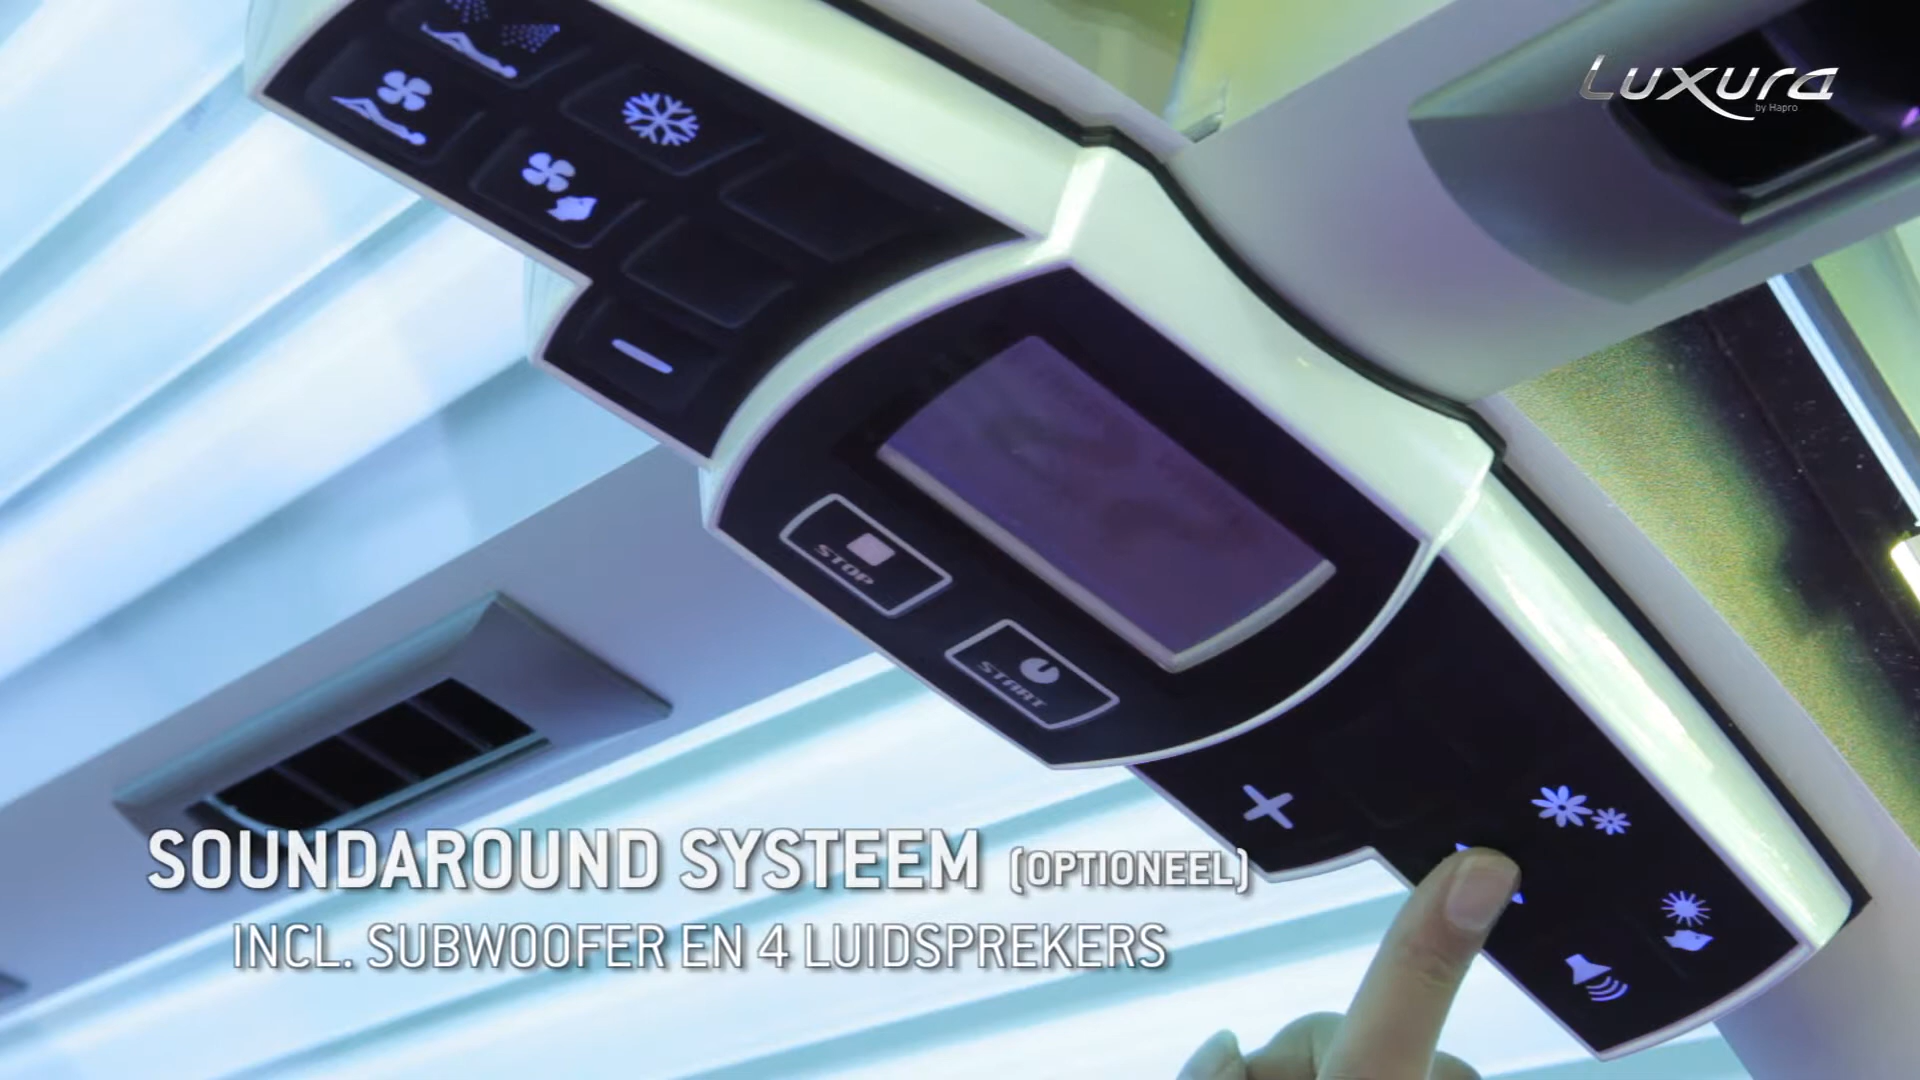 Luxura
by Hapro
STOP
START
SOUNDAROUND SYSTEEM (OPTIONEEL)
INCL. SUBWOOFER EN 4 LUIDSPREKERS